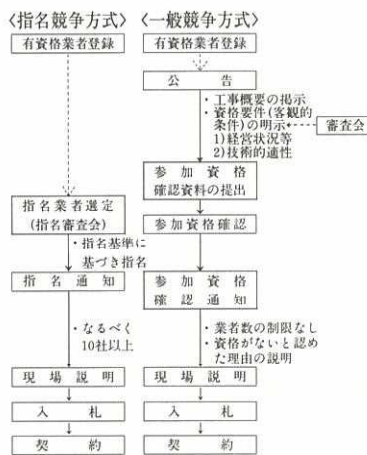 〈指名競争方式〉
有資格業者登録
指名業者選定
(指名審査会)
・指名基準に
基づき指名
指名通知
・なるべく
10社以上
現場説明
入札
契約
〈一般競争方式〉
有資格業者登録
公告
・工事概要の掲示
・資格要件(客観的
条件)の明示
1)経営状況等
2)技術的適性
審査会
参加資格
確認資料の提出
参加資格確認
参加資格
確認通知
・業者数の制限なし
・資格がないと認め
た理由の説明
現場説明
入札
契約